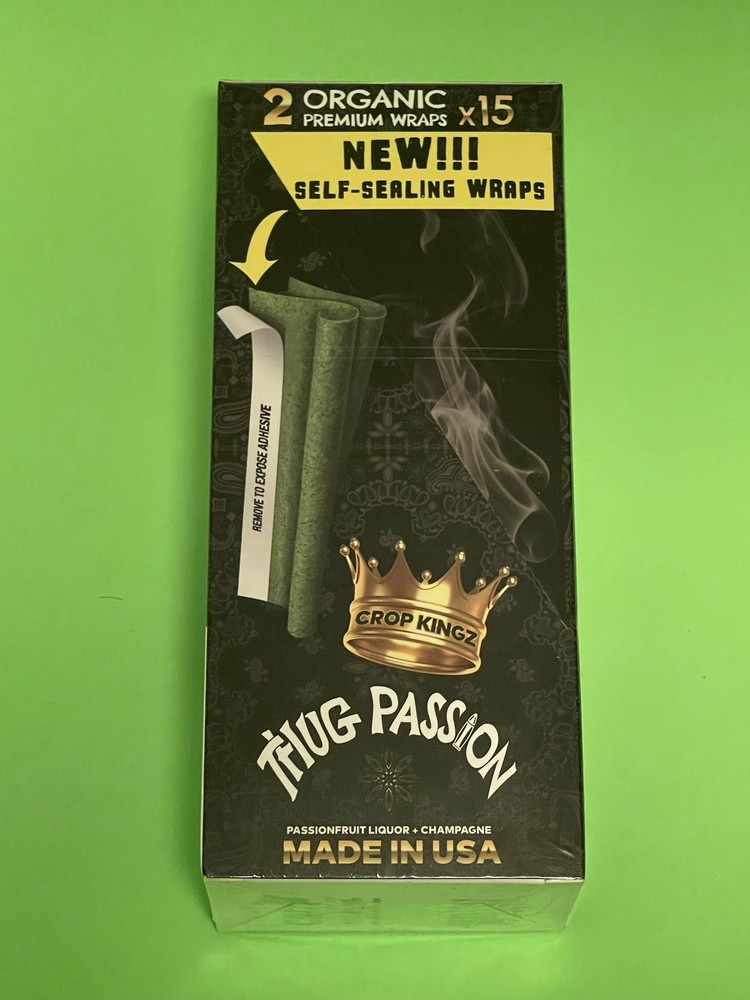 2 ORGANIC PREMIUM WRAPS x15
NEW!!!
SELF-SEALING WRAPS
REMOVE TO EXPOSE ADHESIVE
CROP KINGZ
THUG PASSION
PASSIONFRUIT LIQUOR + CHAMPAGNE
MADE IN USA